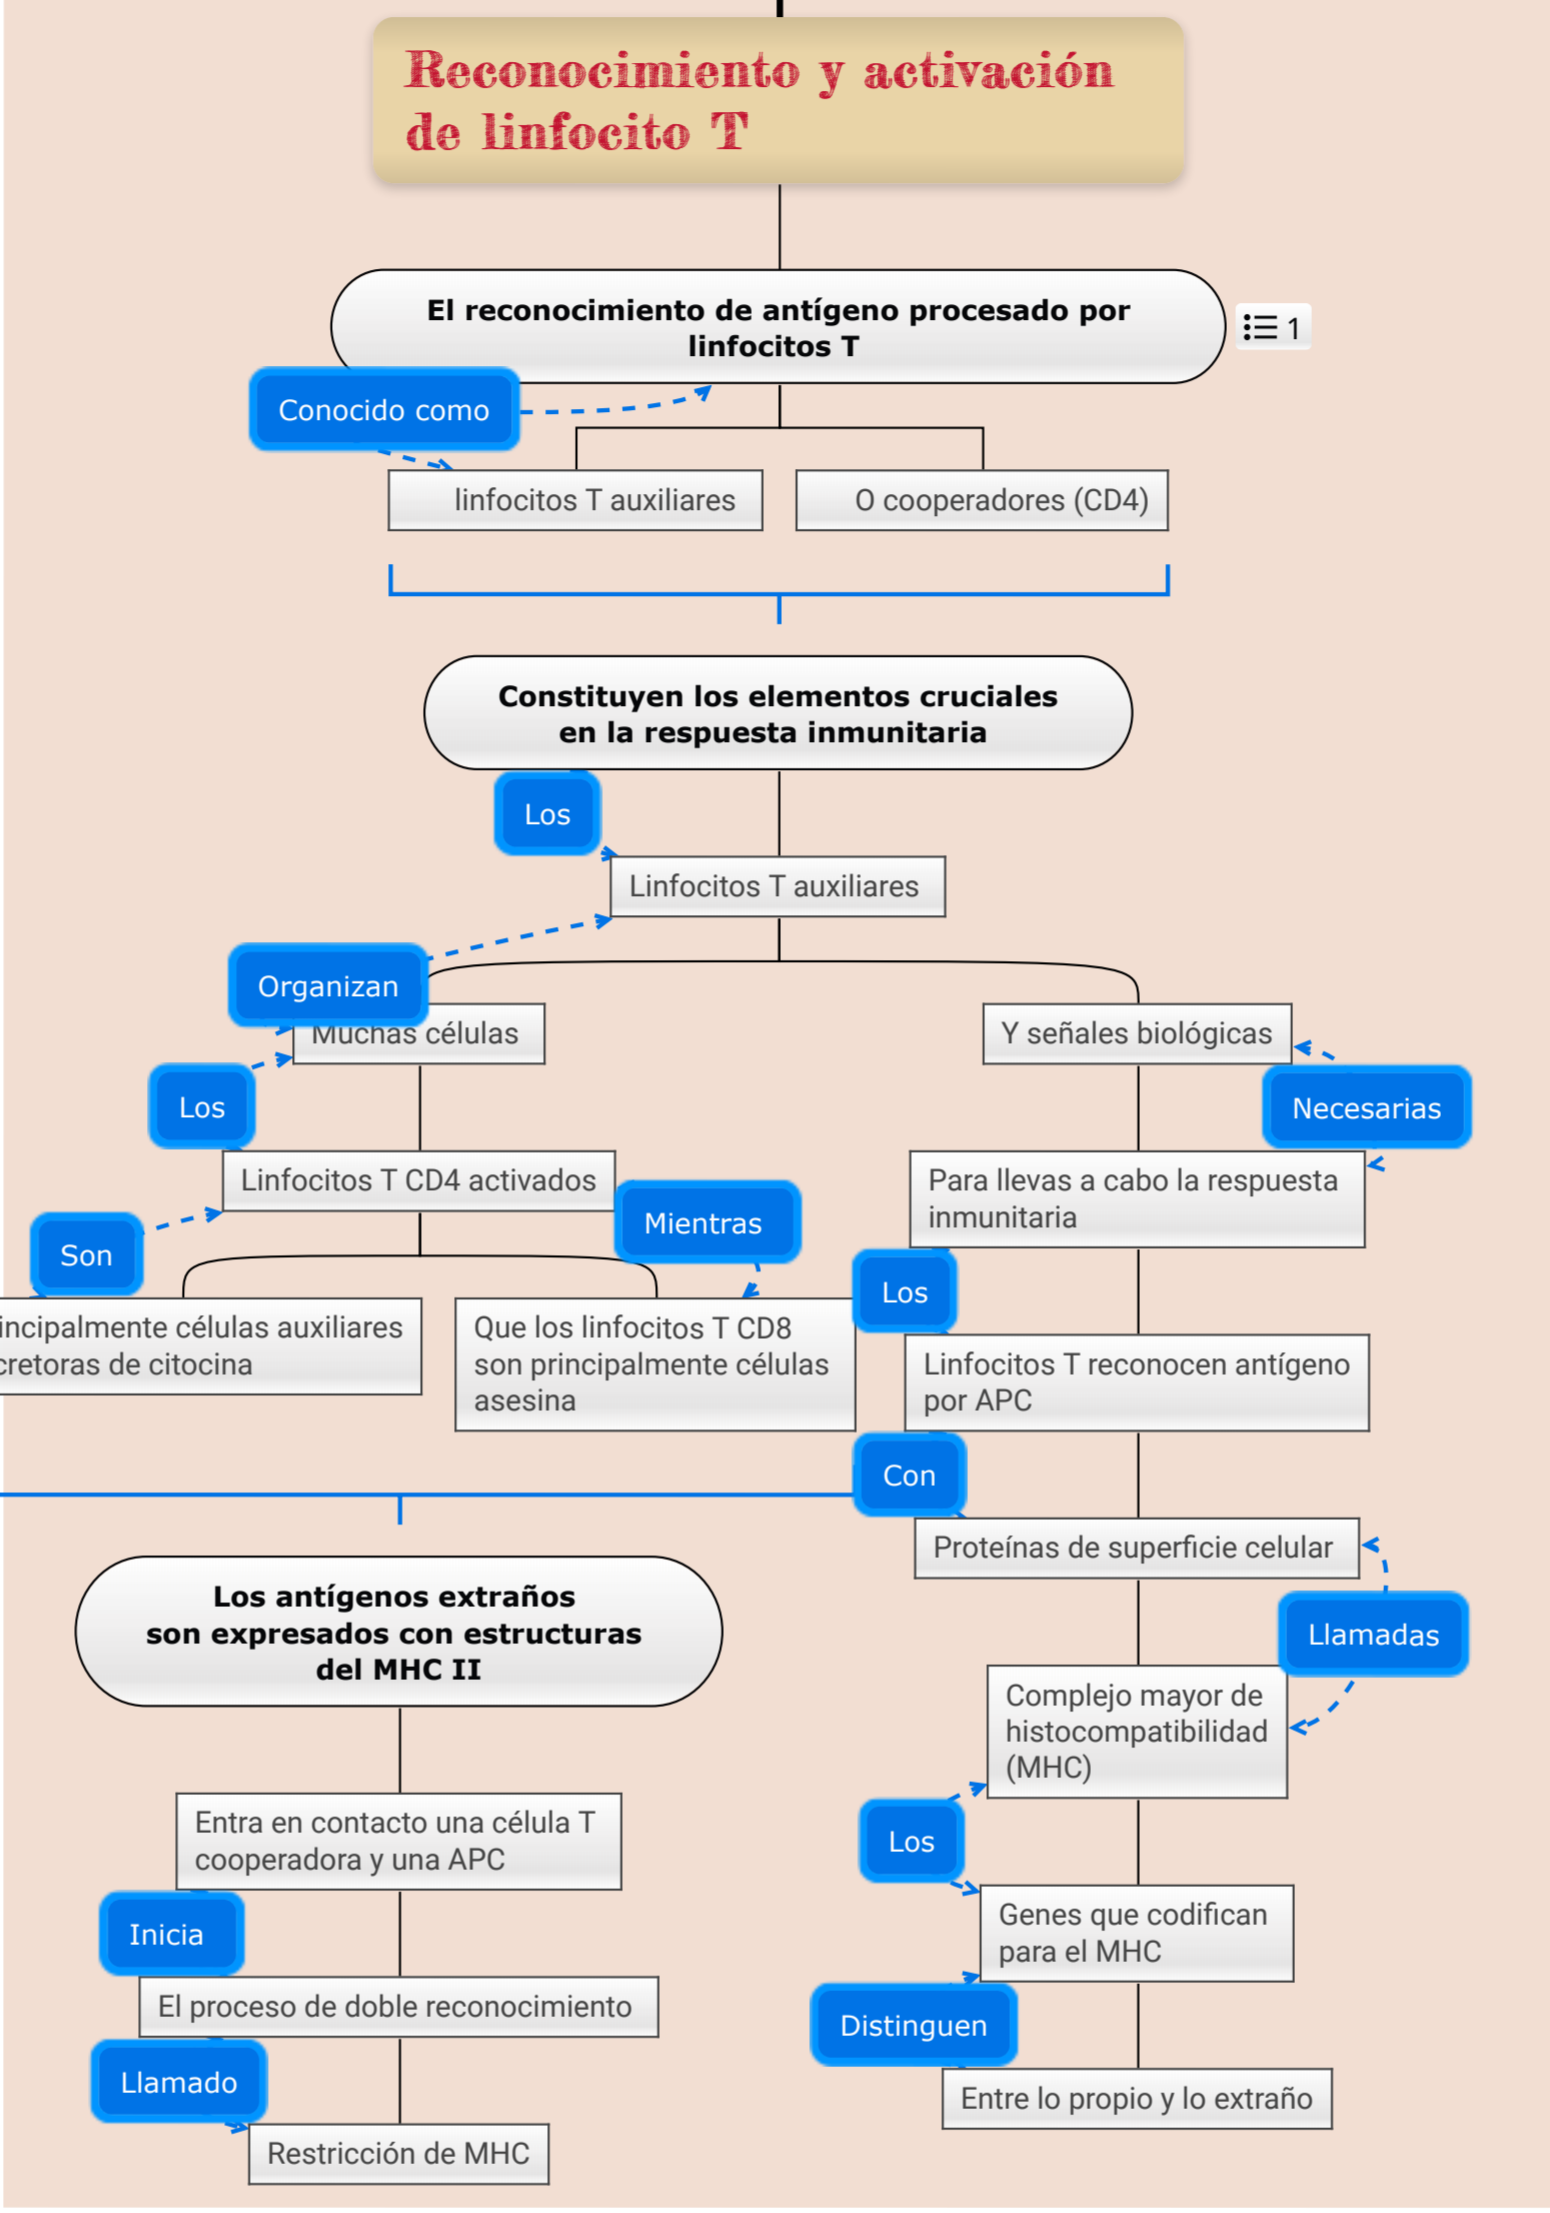 Reconocimiento y activación
de linfocito T
El reconocimiento de antígeno procesado por
linfocitos T
1
Conocido como
linfocitos T auxiliares
O cooperadores (CD4)
Constituyen los elementos cruciales
en la respuesta inmunitaria
Los
Linfocitos T auxiliares
Organizan
Muchas células
Y señales biológicas
Los
Necesarias
Linfocitos T CD4 activados
Para llevas a cabo la respuesta
inmunitaria
Son
Mientras
Los
células auxiliares
de citocina
Que los linfocitos T CD8
son principalmente células
asesina
Linfocitos T reconocen antígeno
por APC
Con
Proteínas de superficie celular
Los antígenos extraños
son expresados con estructuras
del MHC II
Llamadas
Complejo mayor de
histocompatibilidad
(MHC)
Entra en contacto una célula T
cooperadora y una APC
Los
Inicia
Genes que codifican
para el MHC
El proceso de doble reconocimiento
Distinguen
Llamado
Entre lo propio y lo extraño
Restricción de MHC